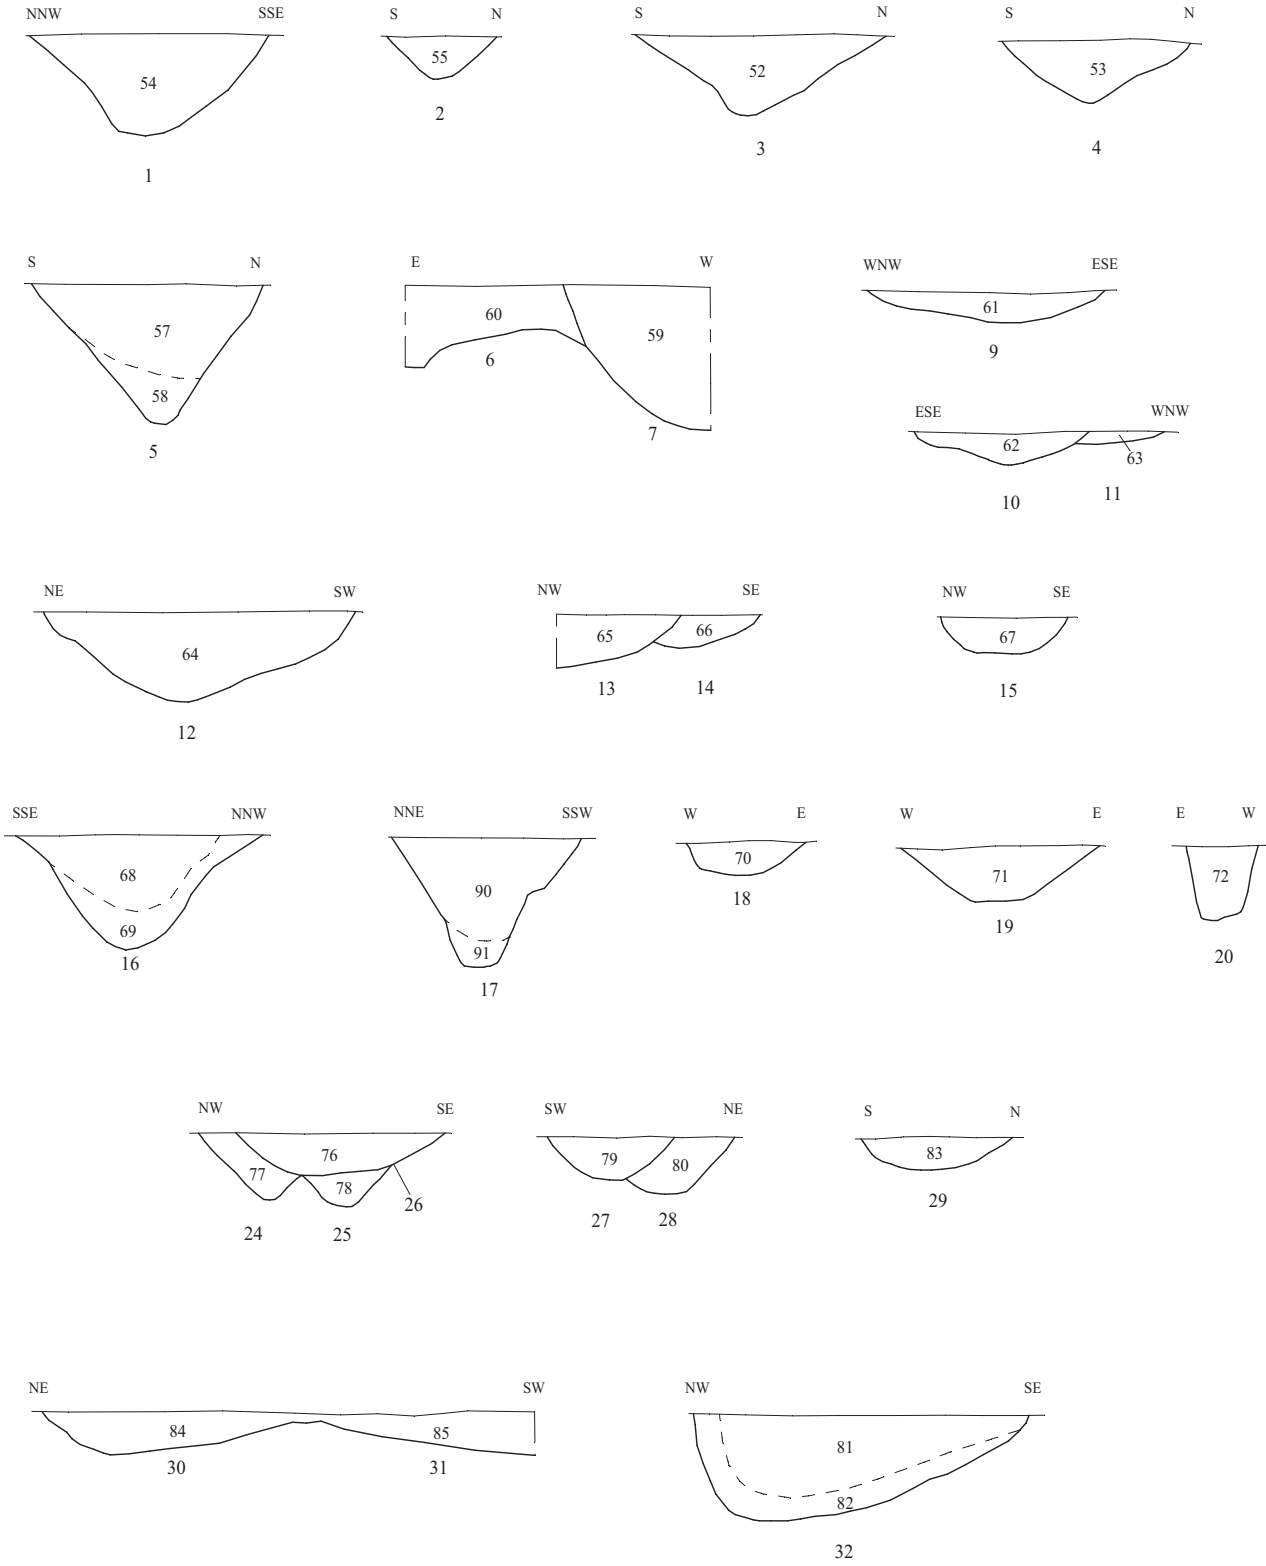 NNW SSE S N S N S N
54 55 52 53
1 2 3 4
S N E W WNW ESE
57 60 59 61
58 6 9
5 7
ESE WNW
62 63
10 11
NE SW NW SE NW SE
64 65 66 67
12 13 14 15
SSE NNW NNE SSW W E W E E W
68 90 70 71 72
69 91 18 19 20
16 17
NW SE SW NE S N
76 79 80 83
77 78 26 29
24 25 27 28
NE SW NW SE
84 85 81
30 31 82
32